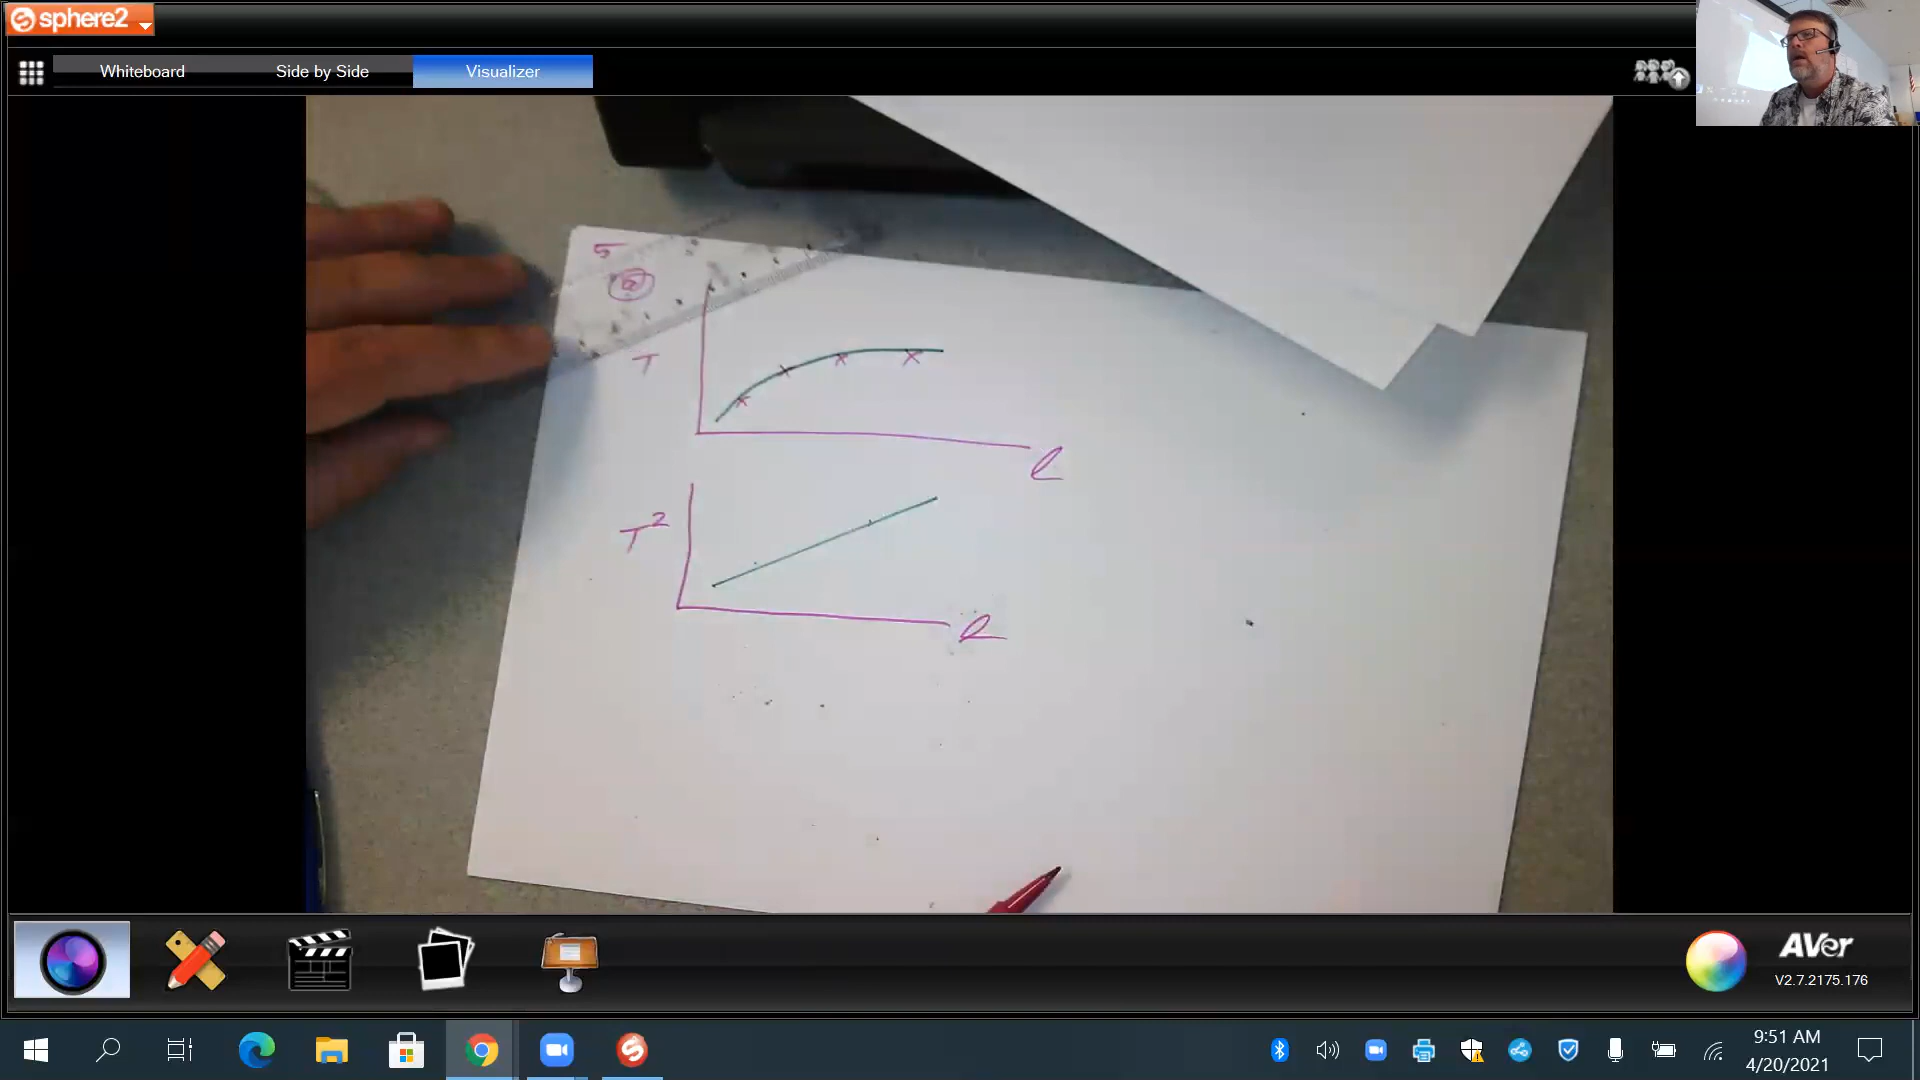 sphere2
Whiteboard
Side by Side
Visualizer
5
T
l
T²
l
AVer
V2.7.2175.176
9:51 AM
4/20/2021